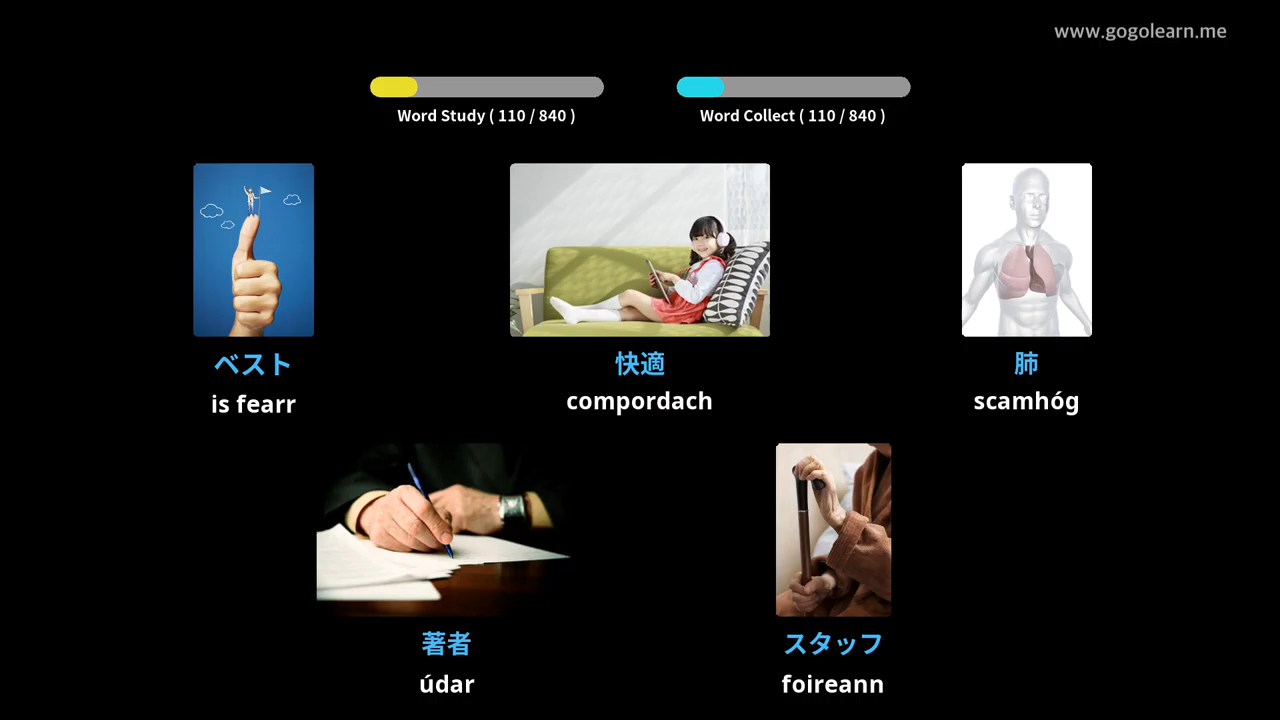 www.gogolearn.me
Word Study ( 110 / 840 )
Word Collect ( 110 / 840 )
ベスト
is fearr
快適
compordach
肺
scamhóg
著者
údar
スタッフ
foireann